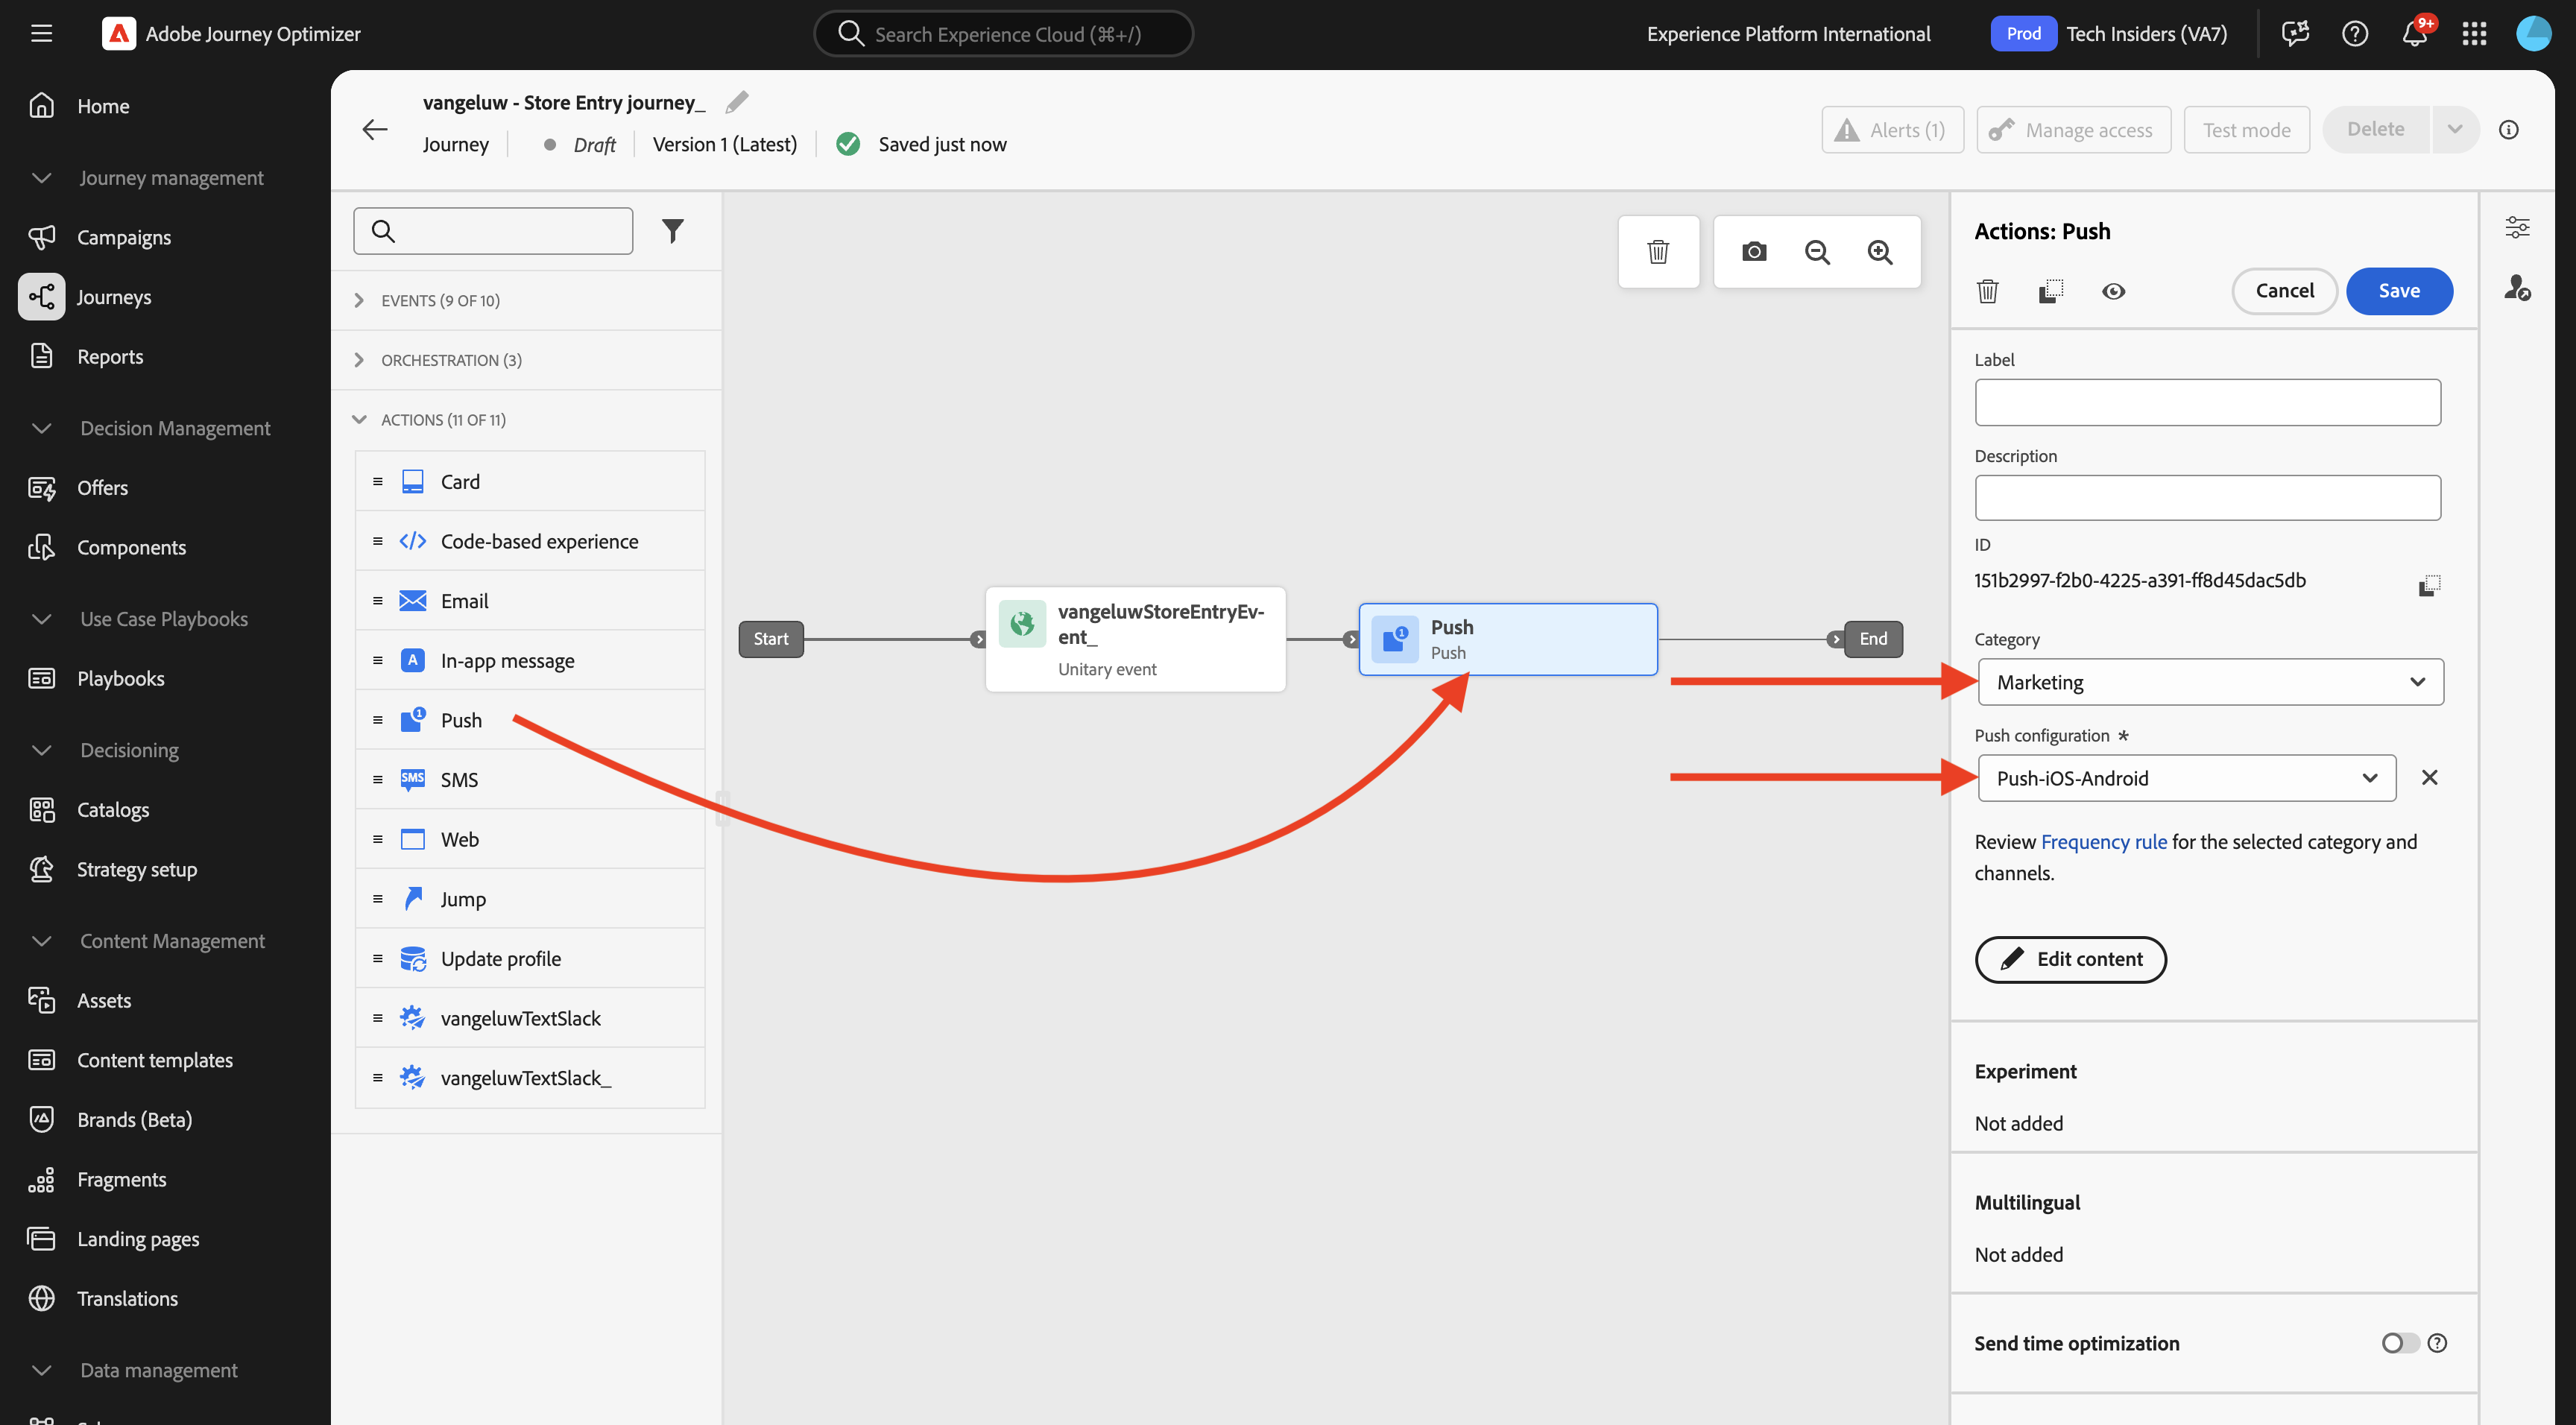 Adobe Journey Optimizer
Search Experience Cloud (⌘+/)
Experience Platform International
Prod
Tech Insiders (VA7)
9+
Home
Journey management
Campaigns
Journeys
Reports
Decision Management
Offers
Components
Use Case Playbooks
Playbooks
Decisioning
Catalogs
Strategy setup
Content Management
Assets
Content templates
Brands (Beta)
Fragments
Landing pages
Translations
Data management
vangeluw - Store Entry journey_
Journey
Draft
Version 1 (Latest)
Saved just now
Alerts (1)
Manage access
Test mode
Delete
EVENTS (9 OF 10)
ORCHESTRATION (3)
ACTIONS (11 OF 11)
Card
Code-based experience
Email
In-app message
Push
SMS
SMS
Web
Jump
Update profile
vangeluwTextSlack
vangeluwTextSlack_
Start
vangeluwStoreEntryEv-
ent_
Unitary event
Push
Push
End
Actions: Push
Cancel
Save
Label
Description
ID
151b2997-f2b0-4225-a391-ff8d45dac5db
Category
Marketing
Push configuration *
Push-iOS-Android
Review Frequency rule for the selected category and
channels.
Edit content
Experiment
Not added
Multilingual
Not added
Send time optimization